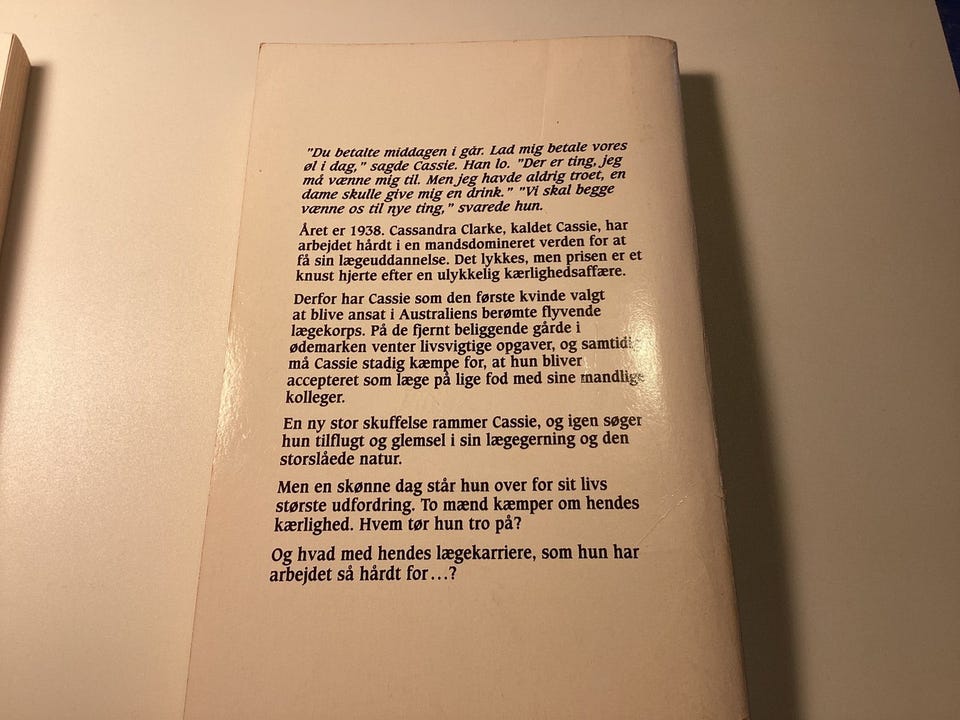 "Du betalte middagen i går. Lad mig betale vores
øl i dag," sagde Cassie. Han lo. "Der er ting, jeg
må vænne mig til. Men jeg havde aldrig troet, en
dame skulle give mig en drink." "Vi skal begge
vænne os til nye ting," svarede hun.
Året er 1938. Cassandra Clarke, kaldet Cassie, har
arbejdet hårdt i en mandsdomineret verden for at
få sin lægeuddannelse. Det lykkes, men prisen er et
knust hjerte efter en ulykkelig kærlighedsaffære.
Derfor har Cassie som den første kvinde valgt
at blive ansat i Australiens berømte flyvende
lægekorps. På de fjernt beliggende gårde i
ødemarken venter livsvigtige opgaver, og samtidig
må Cassie stadig kæmpe for, at hun bliver
accepteret som læge på lige fod med sine mandlige
kolleger.
En ny stor skuffelse rammer Cassie, og igen søger
hun tilflugt og glemsel i sin lægegerning og den
storslåede natur.
Men en skønne dag står hun over for sit livs
største udfordring. To mænd kæmper om hendes
kærlighed. Hvem tør hun tro på?
Og hvad med hendes lægekarriere, som hun har
arbejdet så hårdt for...?